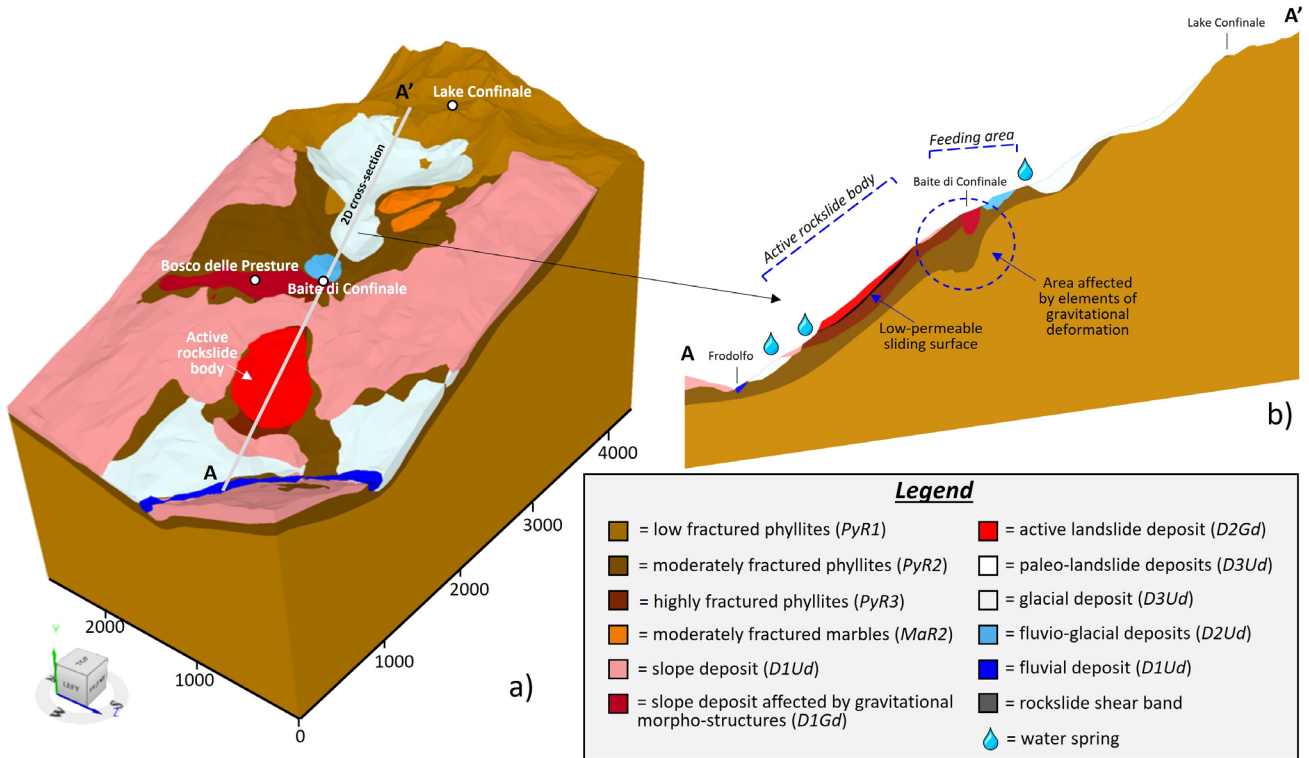 A'
Lake Confinale
2D cross-section
Bosco delle Presture
Baite di Confinale
Active
rockslide
body
A
4000
3000
2000
1000
0
2000
1000
Y
TOP
LEFT
W
S
Z
a)
A'
Lake Confinale
Feeding area
Baite di Confinale
Active rockslide body
Area affected
by elements of
gravitational
deformation
Low-permeable
sliding surface
A
Frodolfo
b)
Legend
= low fractured phyllites (PyR1)
= moderately fractured phyllites (PyR2)
= highly fractured phyllites (PyR3)
= moderately fractured marbles (MaR2)
= slope deposit (D1Ud)
= slope deposit affected by gravitational
morpho-structures (D1Gd)
= active landslide deposit (D2Gd)
= paleo-landslide deposits (D3Ud)
= glacial deposit (D3Ud)
= fluvio-glacial deposits (D2Ud)
= fluvial deposit (D1Ud)
= rockslide shear band
= water spring